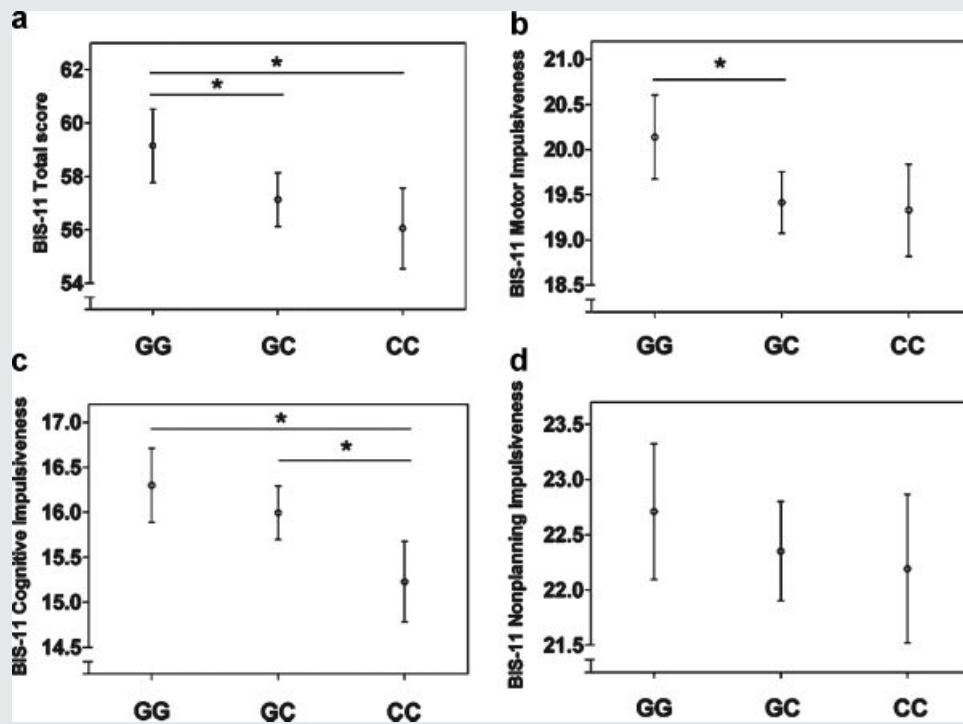 a
BIS-11 Total score
62
60
58
56
54
*
*
GG GC CC
b
BIS-11 Motor Impulsiveness
21.0
20.5
20.0
19.5
19.0
18.5
*
GG GC CC
c
BIS-11 Cognitive Impulsiveness
17.0
16.5
16.0
15.5
15.0
14.5
*
*
GG GC CC
d
BIS-11 Nonplanning Impulsiveness
23.5
23.0
22.5
22.0
21.5
GG GC CC